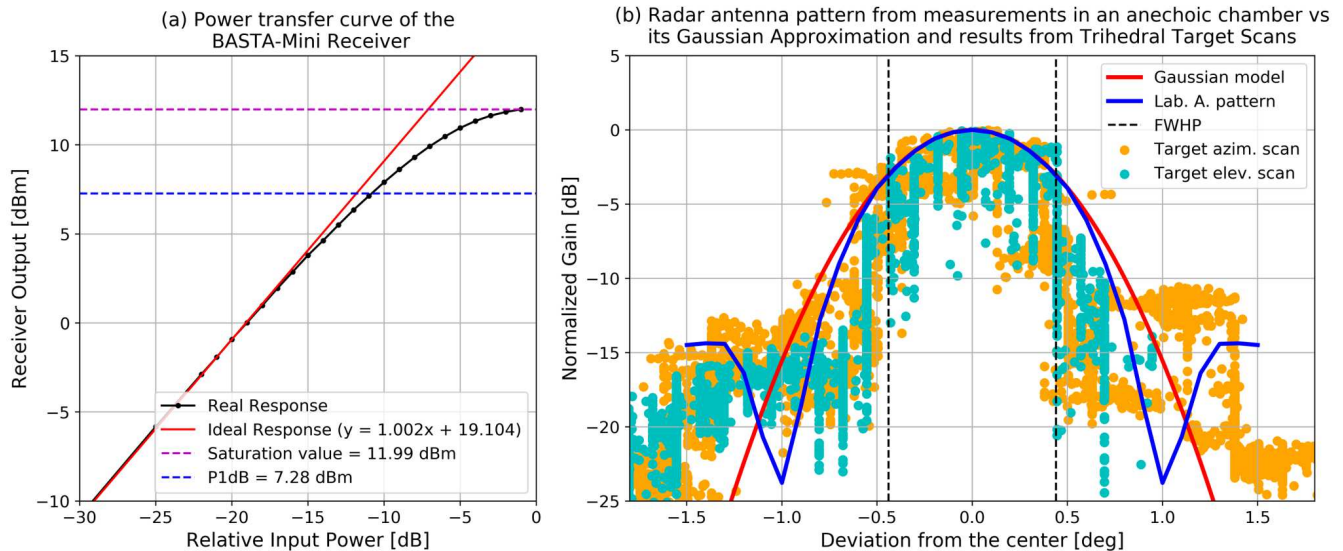 (a) Power transfer curve of the
BASTA-Mini Receiver
15
10
5
0
−5
−10
Receiver Output [dBm]
Real Response
Ideal Response (y = 1.002x + 19.104)
Saturation value = 11.99 dBm
P1dB = 7.28 dBm
−30 −25 −20 −15 −10 −5 0
Relative Input Power [dB]
(b) Radar antenna pattern from measurements in an anechoic chamber vs
its Gaussian Approximation and results from Trihedral Target Scans
5
0
−5
−10
−15
−20
−25
Normalized Gain [dB]
Gaussian model
Lab. A. pattern
FWHP
Target azim. scan
Target elev. scan
−1.5 −1.0 −0.5 0.0 0.5 1.0 1.5
Deviation from the center [deg]